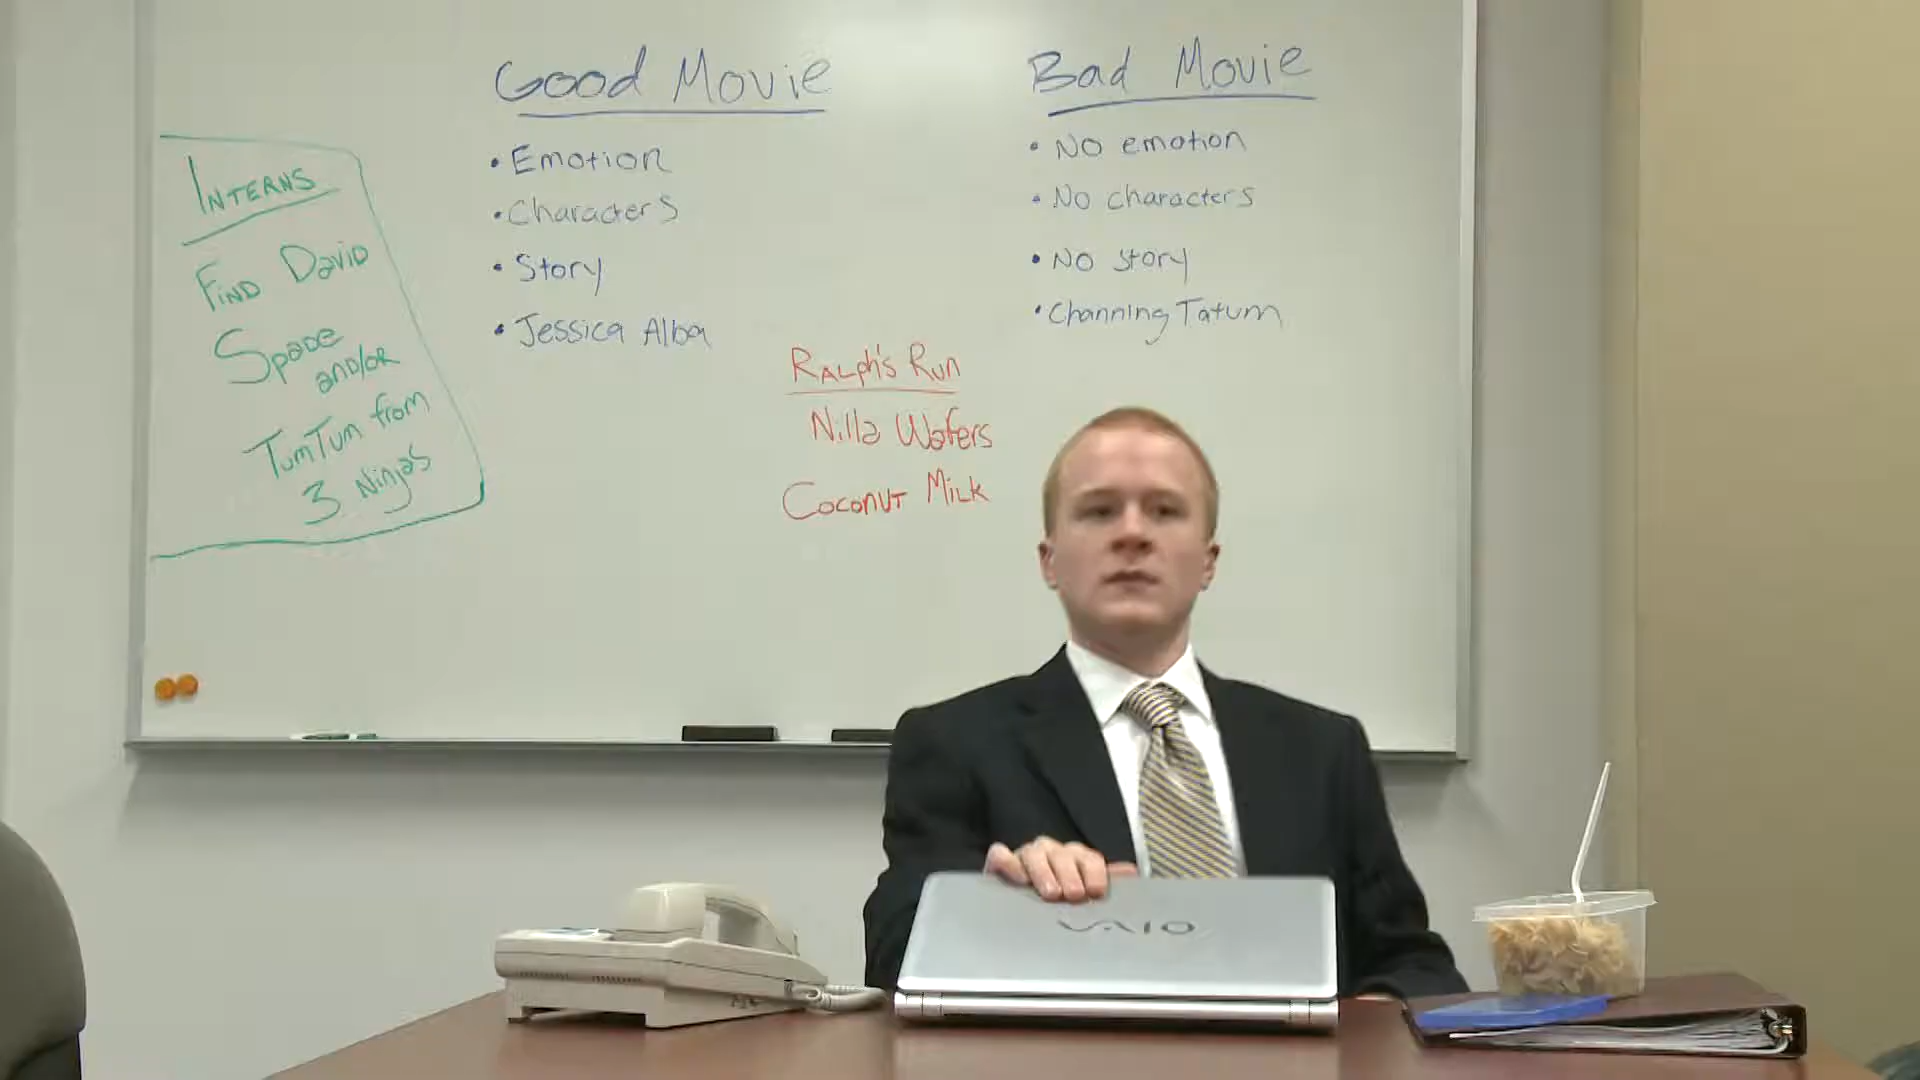 Good Movie
• Emotion
• Characters
• Story
• Jessica Alba
Bad Movie
• No emotion
• No characters
• No story
• Channing Tatum
INTERNS
FIND DaviD
Spade
and/or
TumTum from
3 Ninjas
RALph's Run
Nilla Wafers
Coconut Milk
VAIO